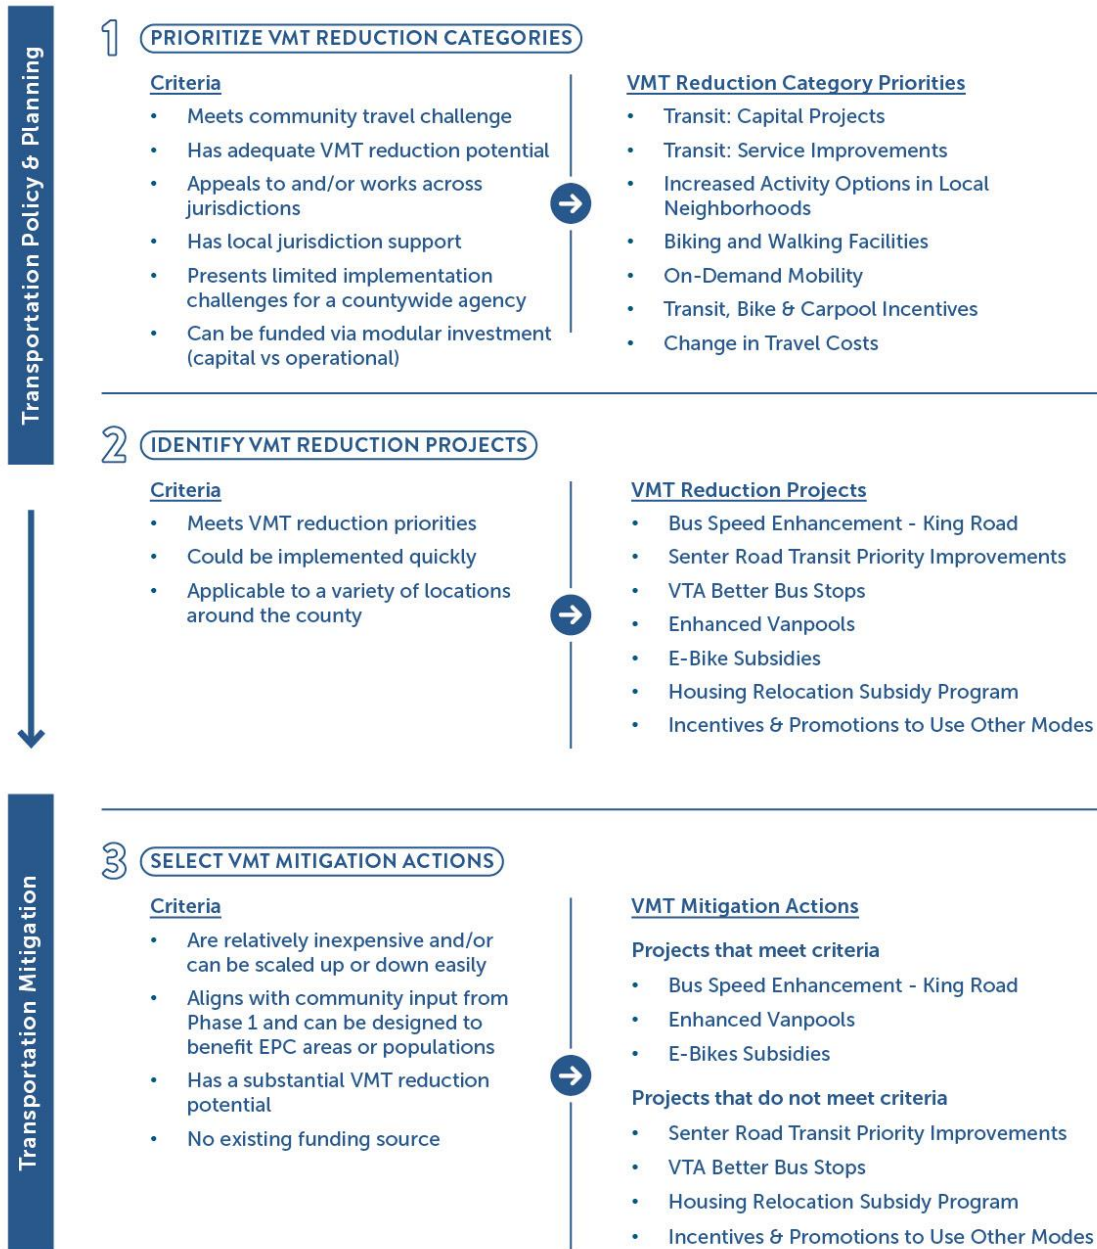 Transportation Policy & Planning
1
PRIORITIZE VMT REDUCTION CATEGORIES
Criteria
• Meets community travel challenge
• Has adequate VMT reduction potential
• Appeals to and/or works across
jurisdictions
• Has local jurisdiction support
• Presents limited implementation
challenges for a countywide agency
• Can be funded via modular investment
(capital vs operational)
VMT Reduction Category Priorities
• Transit: Capital Projects
• Transit: Service Improvements
• Increased Activity Options in Local
Neighborhoods
• Biking and Walking Facilities
• On-Demand Mobility
• Transit, Bike & Carpool Incentives
• Change in Travel Costs
2
IDENTIFY VMT REDUCTION PROJECTS
Criteria
• Meets VMT reduction priorities
• Could be implemented quickly
• Applicable to a variety of locations
around the county
VMT Reduction Projects
• Bus Speed Enhancement - King Road
• Senter Road Transit Priority Improvements
• VTA Better Bus Stops
• Enhanced Vanpools
• E-Bike Subsidies
• Housing Relocation Subsidy Program
• Incentives & Promotions to Use Other Modes
Transportation Mitigation
3
SELECT VMT MITIGATION ACTIONS
Criteria
• Are relatively inexpensive and/or
can be scaled up or down easily
• Aligns with community input from
Phase 1 and can be designed to
benefit EPC areas or populations
• Has a substantial VMT reduction
potential
• No existing funding source
VMT Mitigation Actions
Projects that meet criteria
• Bus Speed Enhancement - King Road
• Enhanced Vanpools
• E-Bikes Subsidies
Projects that do not meet criteria
• Senter Road Transit Priority Improvements
• VTA Better Bus Stops
• Housing Relocation Subsidy Program
• Incentives & Promotions to Use Other Modes